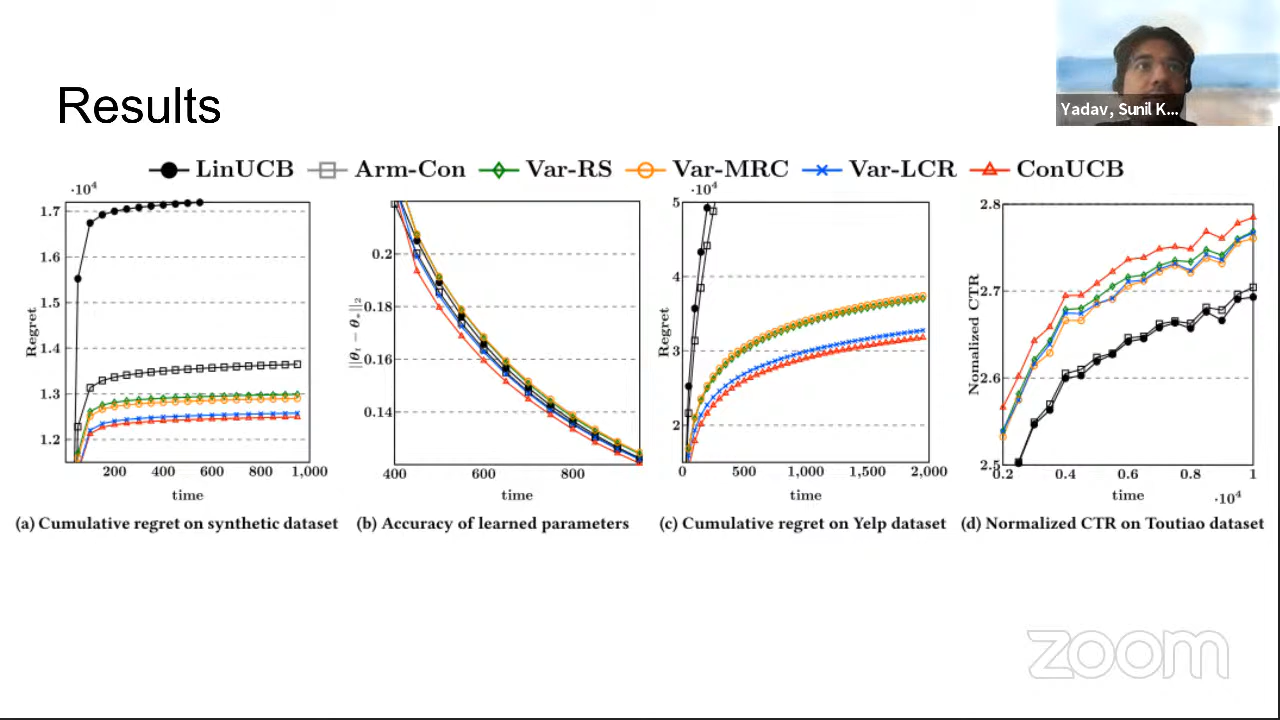 Yadav, Sunil K...
Results
LinUCB Arm-Con Var-RS Var-MRC Var-LCR ConUCB
·10⁴
1.7
1.6
1.5
1.4
1.3
1.2
Regret
200 400 600 800 1,000
time
(a) Cumulative regret on synthetic dataset
0.2
0.18
0.16
0.14
||θₜ − θ*||₂
400 600 800
time
(b) Accuracy of learned parameters
·10⁴
5
4
3
2
Regret
0 500 1,000 1,500 2,000
time
(c) Cumulative regret on Yelp dataset
2.8
2.7
2.6
2.5
Nomalized CTR
0.2 0.4 0.6 0.8 1
time
·10⁴
(d) Normalized CTR on Toutiao dataset
zoom